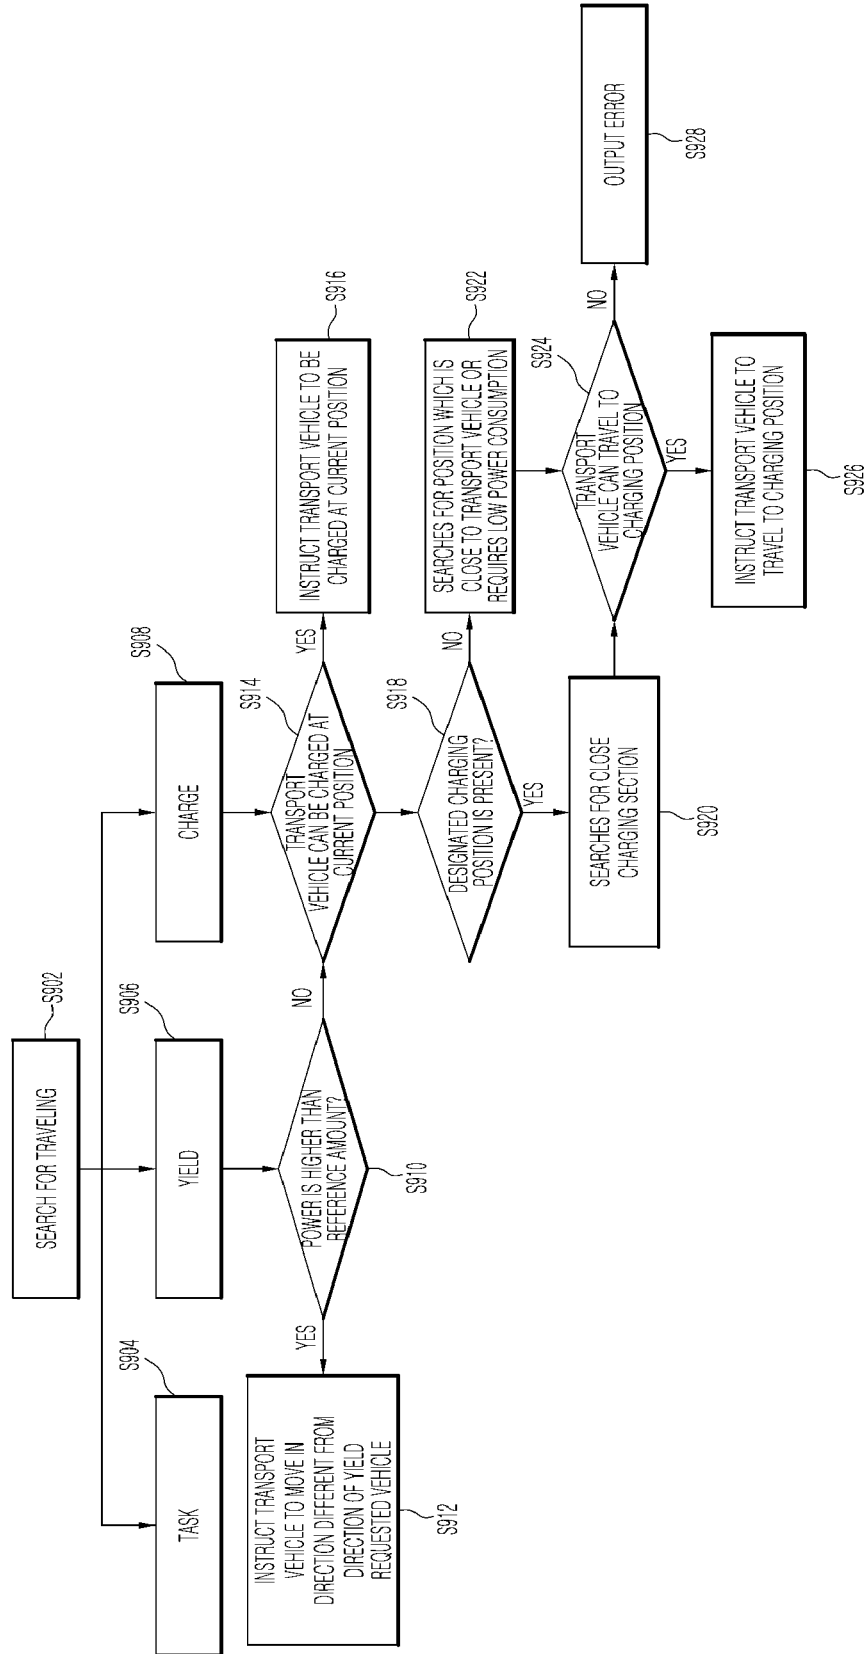 SEARCH FOR TRAVELING
S902
TASK
S904
YIELD
S906
CHARGE
S908
POWER IS HIGHER THAN
REFERENCE AMOUNT?
S910
YES
NO
INSTRUCT TRANSPORT
VEHICLE TO MOVE IN
DIRECTION DIFFERENT FROM
DIRECTION OF YIELD
REQUESTED VEHICLE
S912
TRANSPORT
VEHICLE CAN BE CHARGED AT
CURRENT POSITION
S914
YES
INSTRUCT TRANSPORT VEHICLE TO BE
CHARGED AT CURRENT POSITION
S916
DESIGNATED CHARGING
POSITION IS PRESENT?
S918
NO
YES
SEARCHES FOR POSITION WHICH IS
CLOSE TO TRANSPORT VEHICLE OR
REQUIRES LOW POWER CONSUMPTION
S922
SEARCHES FOR CLOSE
CHARGING SECTION
S920
TRANSPORT
VEHICLE CAN TRAVEL TO
CHARGING POSITION
S924
NO
YES
OUTPUT ERROR
S928
INSTRUCT TRANSPORT VEHICLE TO
TRAVEL TO CHARGING POSITION
S926